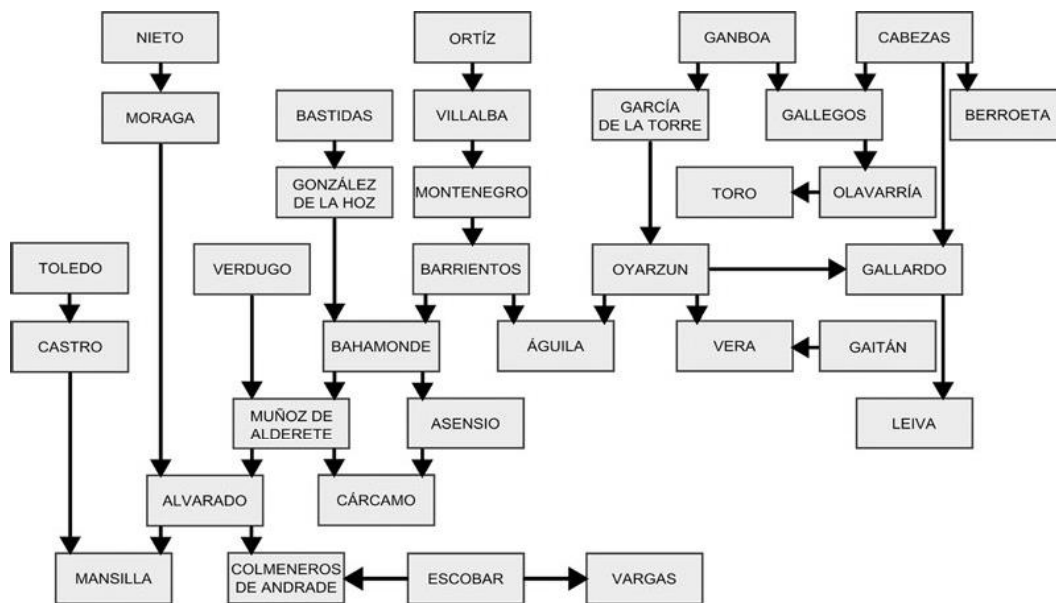 NIETO
ORTÍZ
GANBOA
CABEZAS
MORAGA
BASTIDAS
VILLALBA
GARCÍA
DE LA TORRE
GALLEGOS
BERROETA
GONZÁLEZ
DE LA HOZ
MONTENEGRO
TORO
OLAVARRÍA
TOLEDO
VERDUGO
BARRIENTOS
OYARZUN
GALLARDO
CASTRO
BAHAMONDE
ÁGUILA
VERA
GAITÁN
MUÑOZ DE
ALDERETE
ASENSIO
LEIVA
ALVARADO
CÁRCAMO
MANSILLA
COLMENEROS
DE ANDRADE
ESCOBAR
VARGAS